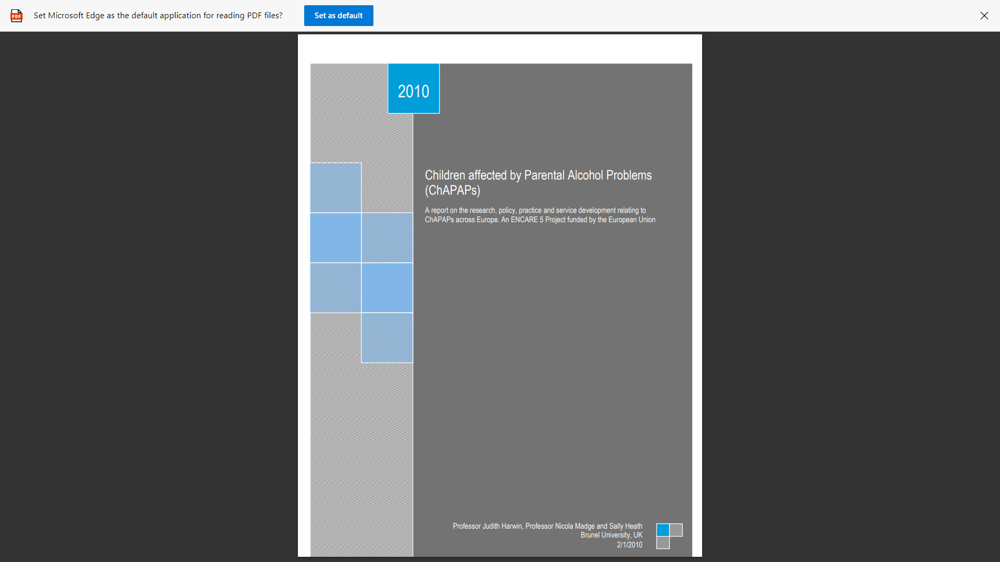 PDF
Set Microsoft Edge as the default application for reading PDF files?
Set as default
2010
Children affected by Parental Alcohol Problems
(ChAPAPs)
A report on the research, policy, practice and service development relating to
ChAPAPs across Europe. An ENCARE 5 Project funded by the European Union
Professor Judith Harwin, Professor Nicola Madge and Sally Heath
Brunel University, UK
2/1/2010